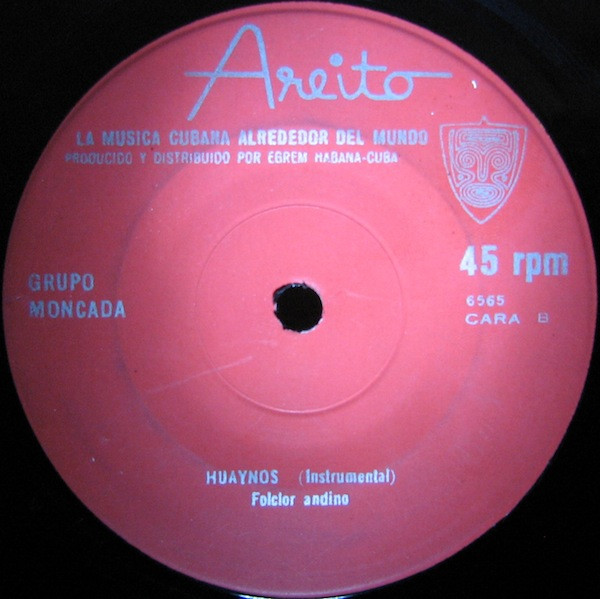 Areito
LA MUSICA CUBANA ALREDEDOR DEL MUNDO
PRODUCIDO Y DISTRIBUIDO POR EGREM HABANA-CUBA
45 rpm
GRUPO
MONCADA
6565
CARA B
HUAYNOS (Instrumental)
Folclor andino